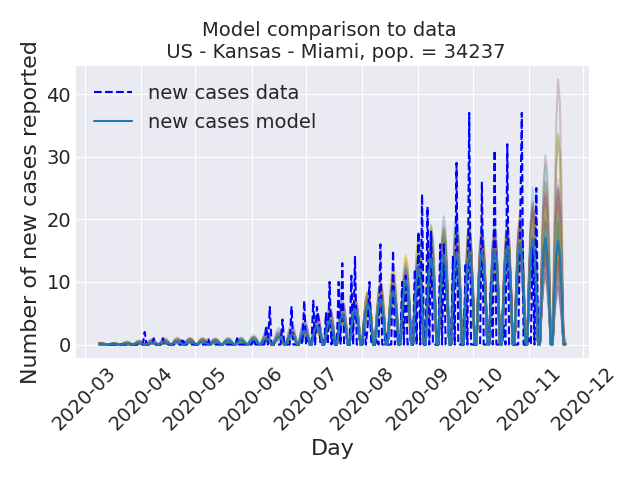 Model comparison to data
US - Kansas - Miami, pop. = 34237
Number of new cases reported
40
30
20
10
0
new cases data
new cases model
2020-03
2020-04
2020-05
2020-06
2020-07
2020-08
2020-09
2020-10
2020-11
2020-12
Day